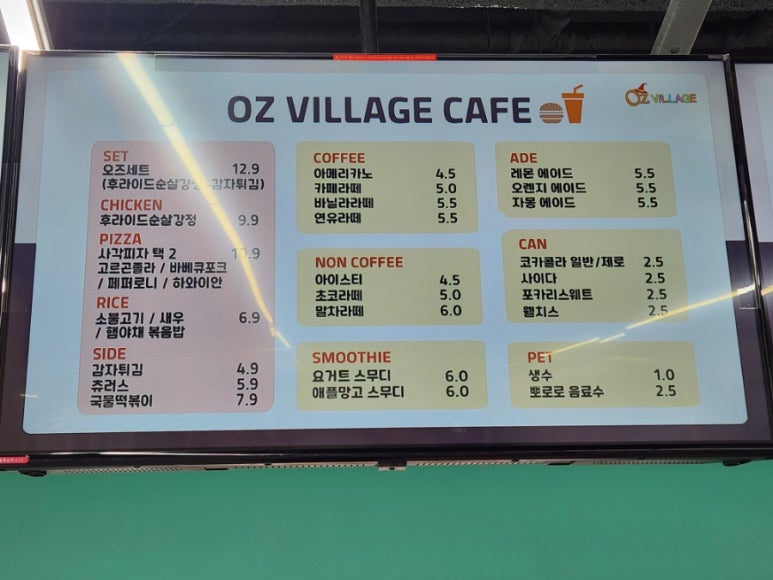 OZ VILLAGE CAFE
OZ VILLAGE
SET
오즈세트 12.9
(후라이드순살강정 감자튀김)
CHICKEN
후라이드순살강정 9.9
PIZZA
사각피자 택 2
고르곤졸라 / 바베큐포크
/ 페퍼로니 / 하와이안
RICE
소불고기 / 새우 6.9
/ 햄야채 볶음밥
SIDE
감자튀김 4.9
츄러스 5.9
국물떡볶이 7.9
COFFEE
아메리카노 4.5
카페라떼 5.0
바닐라라떼 5.5
연유라떼 5.5
NON COFFEE
아이스티 4.5
초코라떼 5.0
말차라떼 6.0
SMOOTHIE
요거트 스무디 6.0
애플망고 스무디 6.0
ADE
레몬 에이드 5.5
오렌지 에이드 5.5
자몽 에이드 5.5
CAN
코카콜라 일반/제로 2.5
사이다 2.5
포카리스웨트 2.5
웰치스 2.5
PET
생수 1.0
뽀로로 음료수 2.5